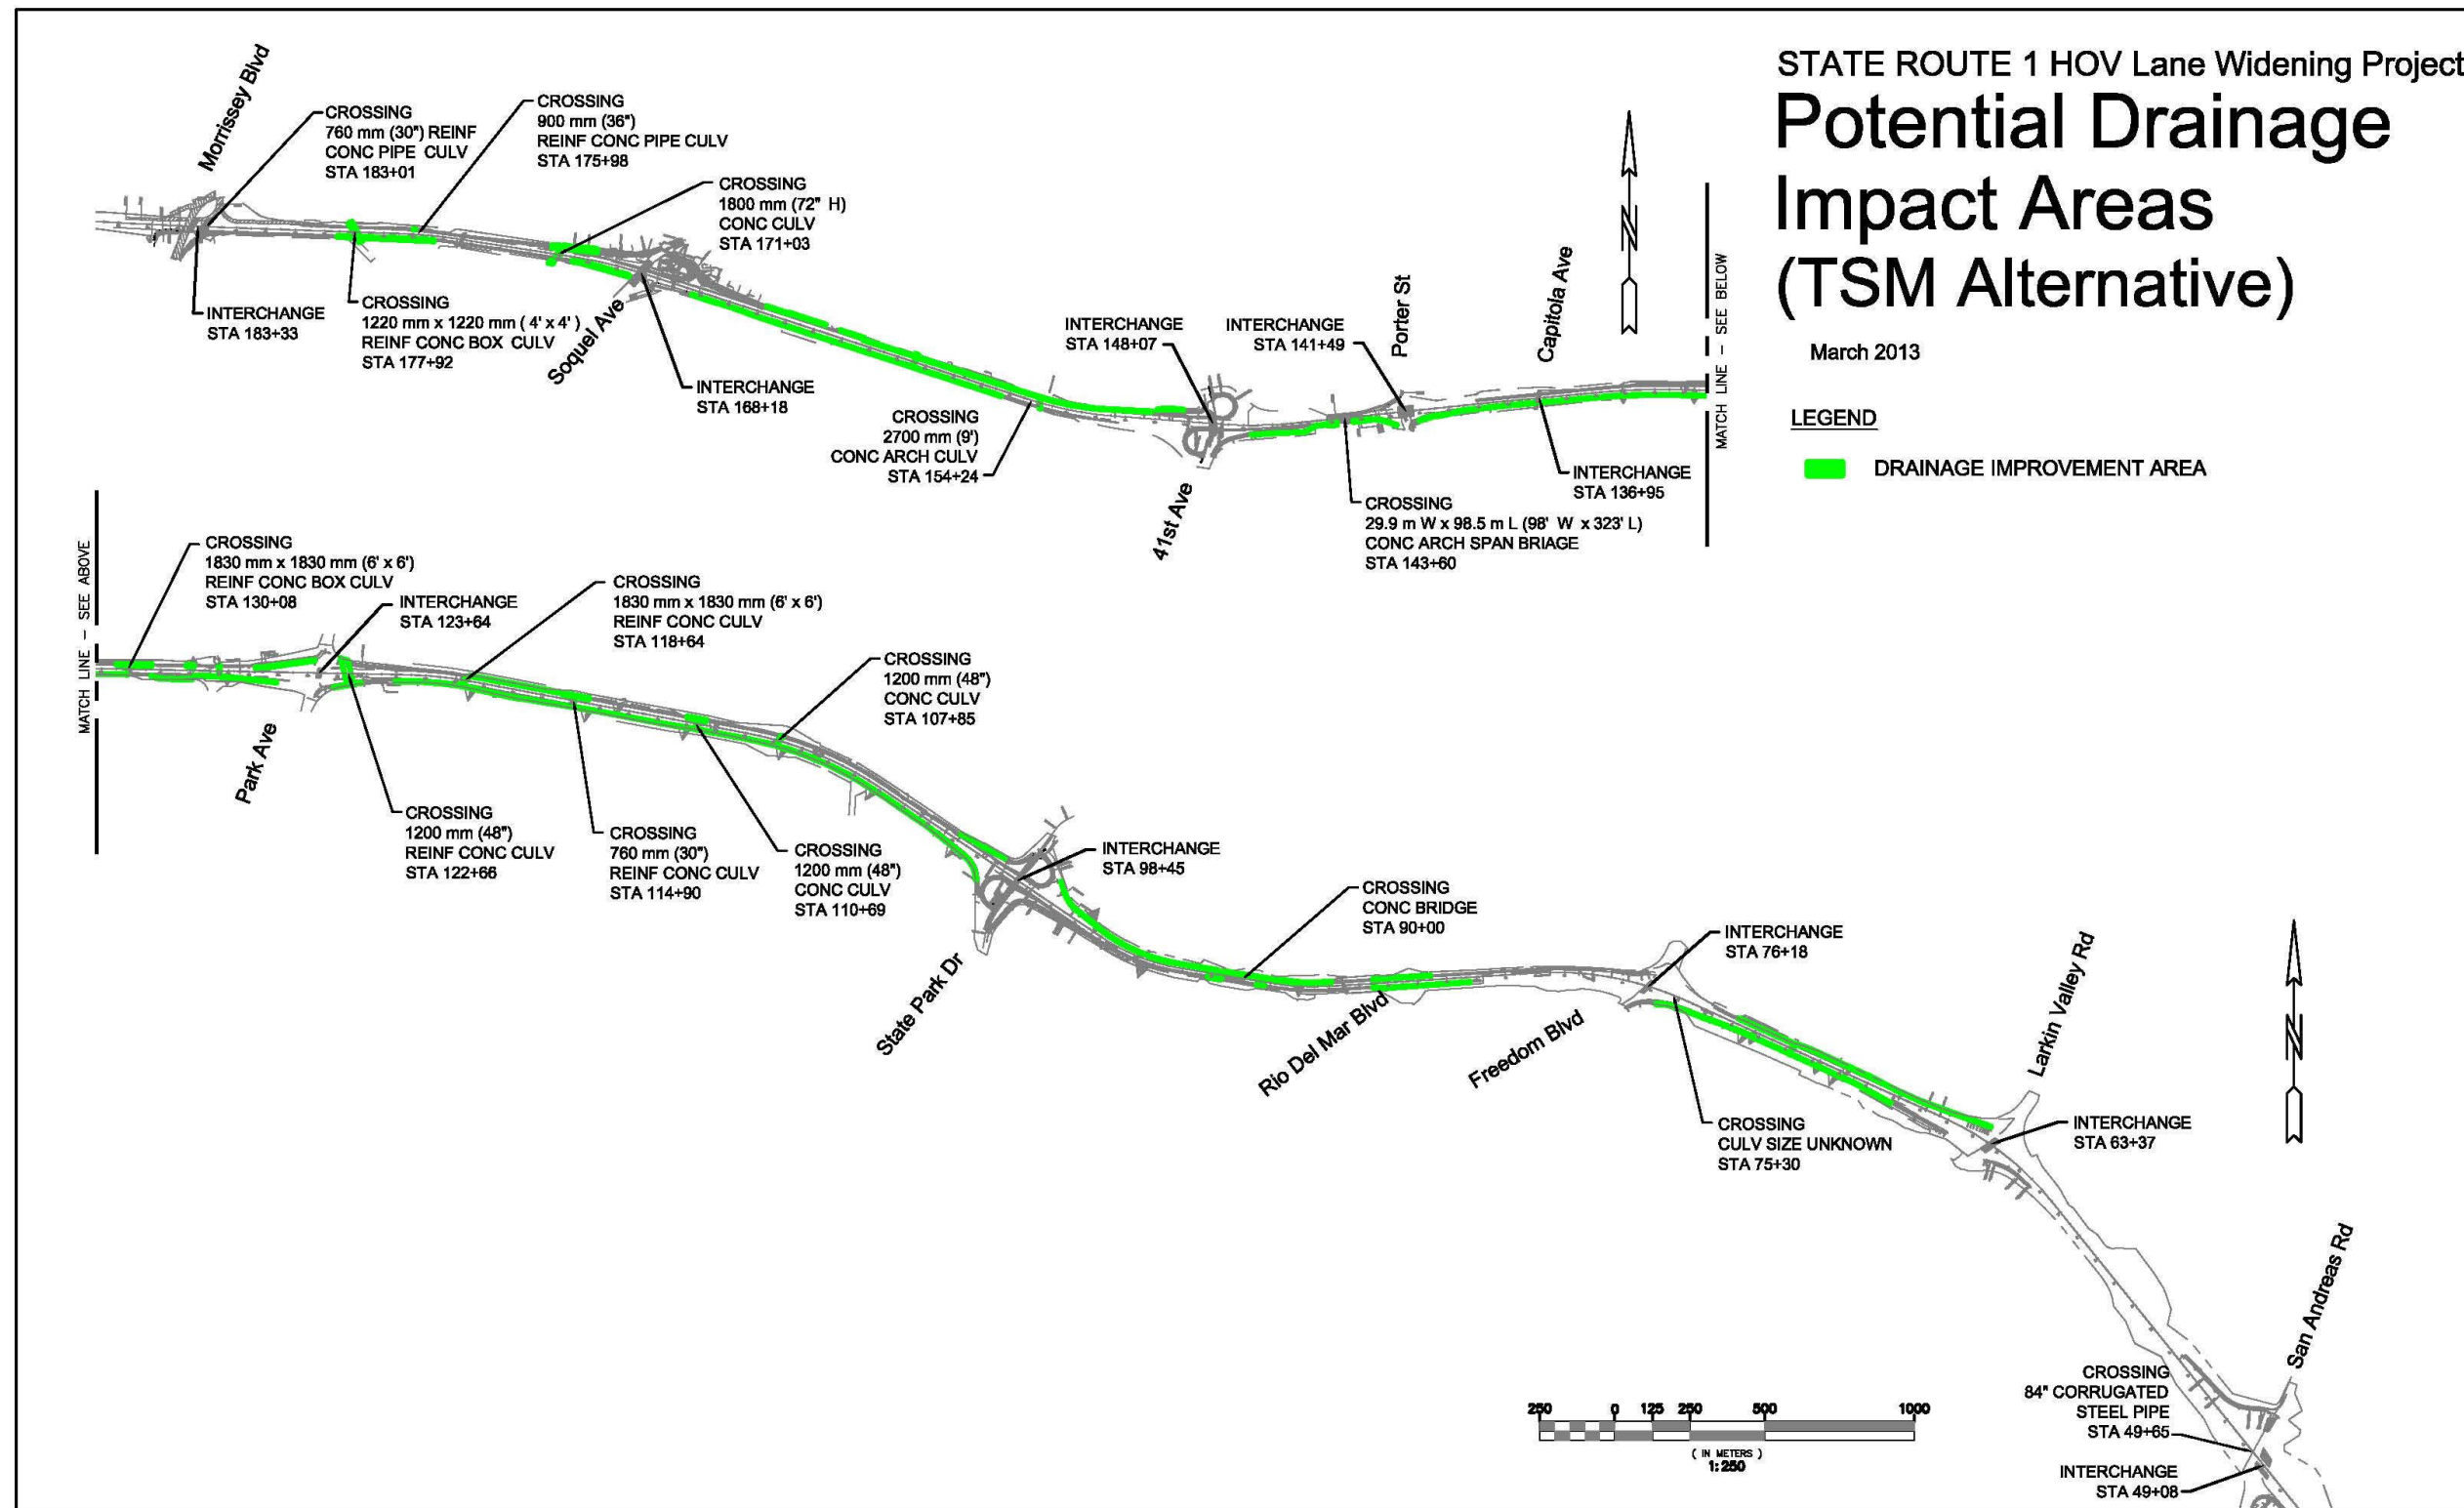 STATE ROUTE 1 HOV Lane Widening Project
Potential Drainage
Impact Areas
(TSM Alternative)
March 2013
LEGEND
DRAINAGE IMPROVEMENT AREA
Morrissey Blvd
CROSSING
760 mm (30") REINF
CONC PIPE CULV
STA 183+01
CROSSING
900 mm (36")
REINF CONC PIPE CULV
STA 175+98
CROSSING
1800 mm (72" H)
CONC CULV
STA 171+03
INTERCHANGE
STA 183+33
CROSSING
1220 mm x 1220 mm ( 4' x 4' )
REINF CONC BOX CULV
STA 177+92
Soquel Ave
INTERCHANGE
STA 168+18
CROSSING
2700 mm (9')
CONC ARCH CULV
STA 154+24
INTERCHANGE
STA 148+07
41st Ave
INTERCHANGE
STA 141+49
Porter St
Capitola Ave
CROSSING
29.9 m W x 98.5 m L (98' W x 323' L)
CONC ARCH SPAN BRIAGE
STA 143+60
INTERCHANGE
STA 136+95
N
MATCH LINE - SEE BELOW
MATCH LINE - SEE ABOVE
CROSSING
1830 mm x 1830 mm (6' x 6')
REINF CONC BOX CULV
STA 130+08
INTERCHANGE
STA 123+64
CROSSING
1830 mm x 1830 mm (6' x 6')
REINF CONC CULV
STA 118+64
CROSSING
1200 mm (48")
CONC CULV
STA 107+85
Park Ave
CROSSING
1200 mm (48")
REINF CONC CULV
STA 122+66
CROSSING
760 mm (30")
REINF CONC CULV
STA 114+90
CROSSING
1200 mm (48")
CONC CULV
STA 110+69
INTERCHANGE
STA 98+45
State Park Dr
CROSSING
CONC BRIDGE
STA 90+00
Rio Del Mar Blvd
Freedom Blvd
INTERCHANGE
STA 76+18
Larkin Valley Rd
CROSSING
CULV SIZE UNKNOWN
STA 75+30
INTERCHANGE
STA 63+37
N
San Andreas Rd
CROSSING
84" CORRUGATED
STEEL PIPE
STA 49+65
INTERCHANGE
STA 49+08
250 0 125 250 500 1000
( IN METERS )
1:250